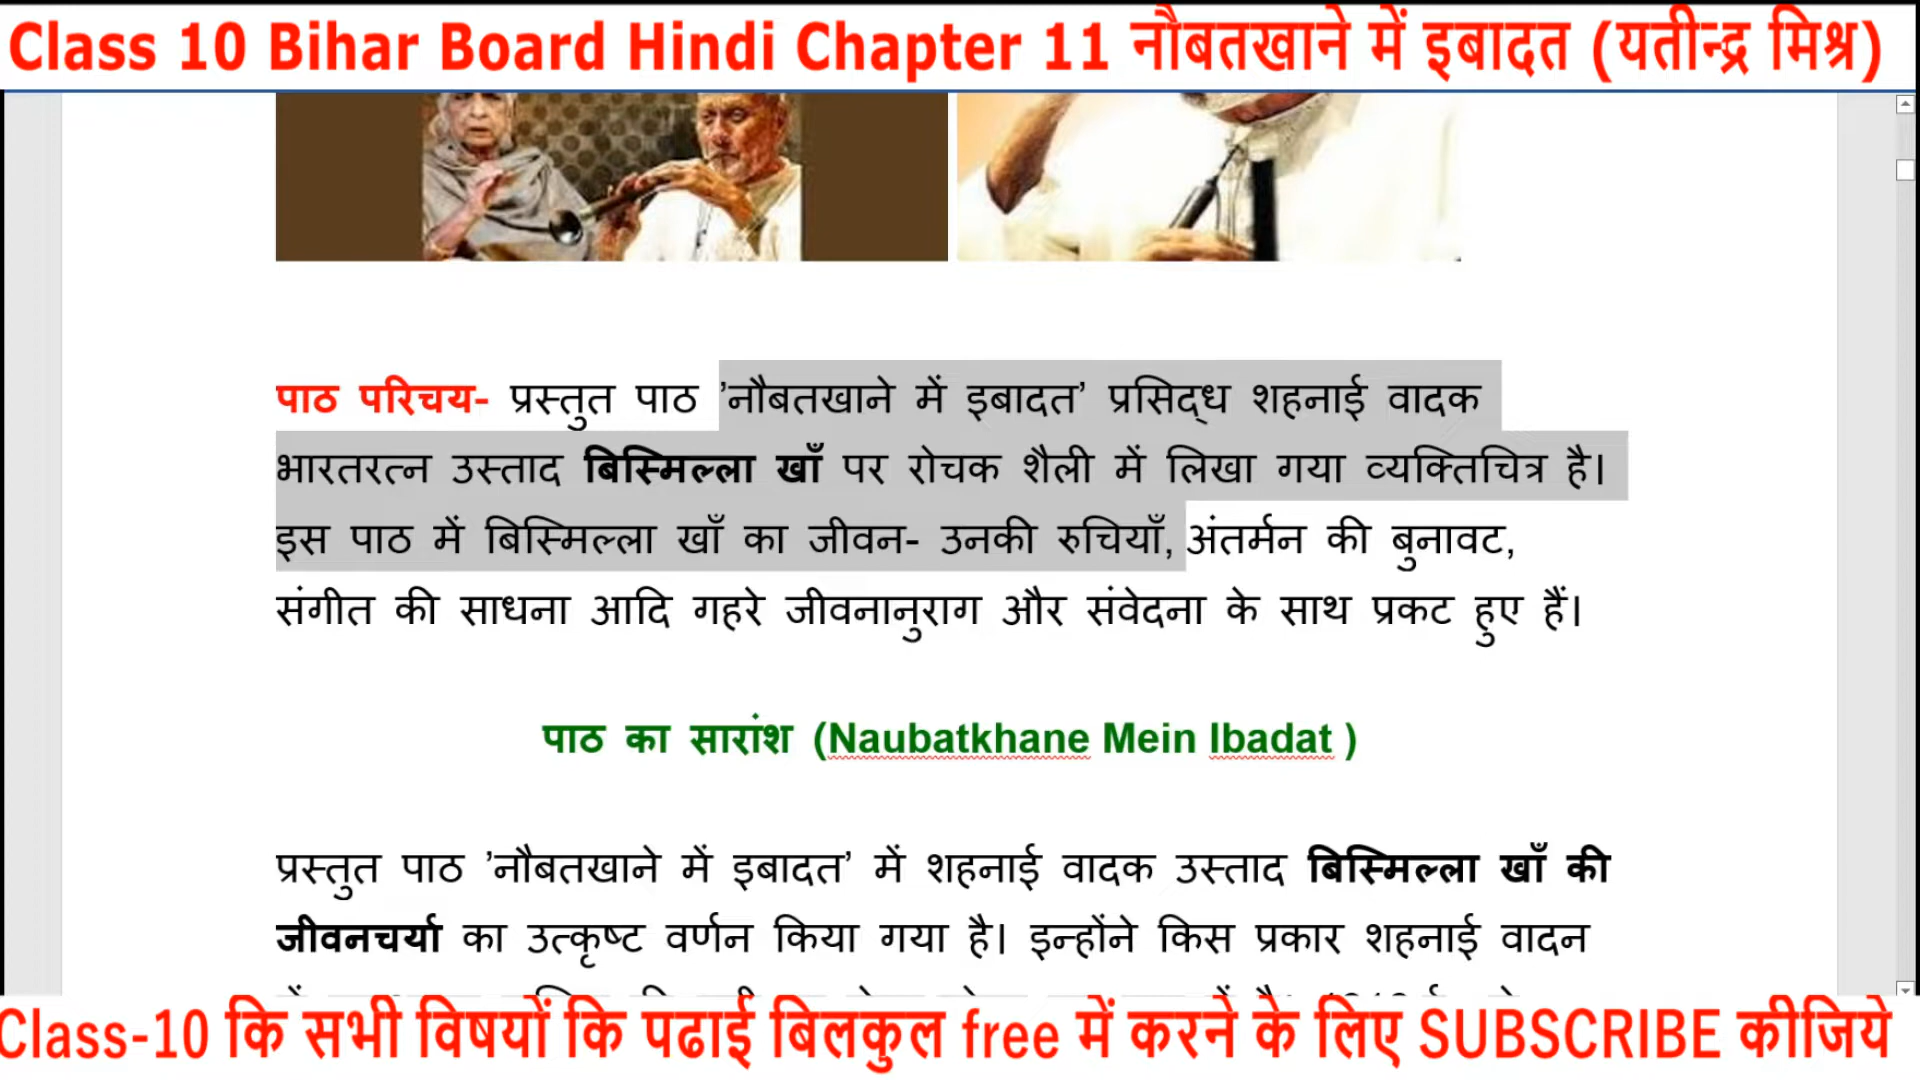 Class 10 Bihar Board Hindi Chapter 11 नौबतखाने में इबादत (यतीन्द्र मिश्र)
पाठ परिचय- प्रस्तुत पाठ ’नौबतखाने में इबादत’ प्रसिद्ध शहनाई वादक
भारतरत्न उस्ताद बिस्मिल्ला खाँ पर रोचक शैली में लिखा गया व्यक्तिचित्र है।
इस पाठ में बिस्मिल्ला खाँ का जीवन- उनकी रुचियाँ, अंतर्मन की बुनावट,
संगीत की साधना आदि गहरे जीवनानुराग और संवेदना के साथ प्रकट हुए हैं।
पाठ का सारांश (Naubatkhane Mein Ibadat )
प्रस्तुत पाठ ’नौबतखाने में इबादत’ में शहनाई वादक उस्ताद बिस्मिल्ला खाँ की
जीवनचर्या का उत्कृष्ट वर्णन किया गया है। इन्होंने किस प्रकार शहनाई वादन
Class-10 कि सभी विषयों कि पढाई बिलकुल free में करने के लिए SUBSCRIBE कीजिये